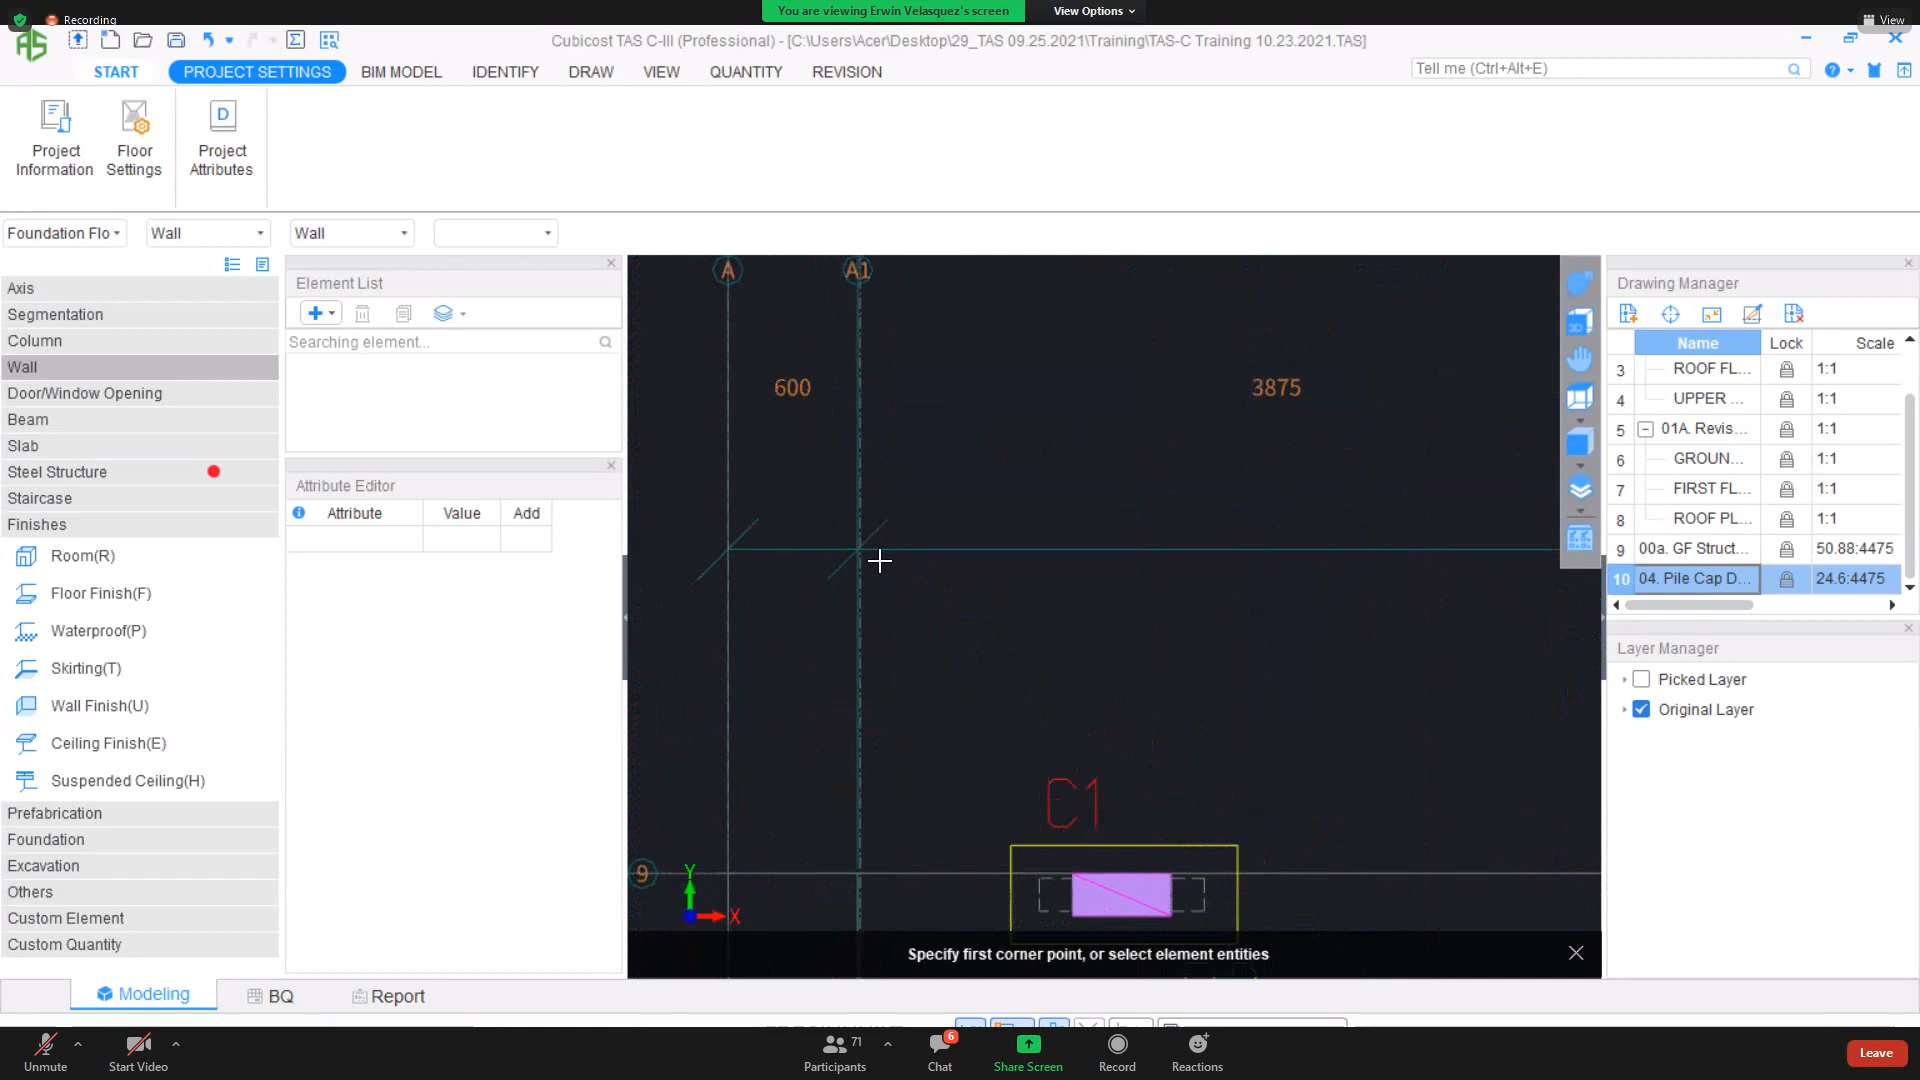 Recording
You are viewing Erwin Velasquez's screen
View Options
View
Cubicost TAS C-III (Professional) - [C:\Users\Acer\Desktop\29_TAS 09.25.2021\Training\TAS-C Training 10.23.2021.TAS]
START
PROJECT SETTINGS
BIM MODEL
IDENTIFY
DRAW
VIEW
QUANTITY
REVISION
Tell me (Ctrl+Alt+E)
Project Information
Floor Settings
Project Attributes
Foundation Flo
Wall
Wall
Axis
Segmentation
Column
Wall
Door/Window Opening
Beam
Slab
Steel Structure
Staircase
Finishes
Room(R)
Floor Finish(F)
Waterproof(P)
Skirting(T)
Wall Finish(U)
Ceiling Finish(E)
Suspended Ceiling(H)
Prefabrication
Foundation
Excavation
Others
Custom Element
Custom Quantity
Element List
Searching element...
Attribute Editor
Attribute Value Add
A
A1
600
3875
C1
9
Y
X
3D
Specify first corner point, or select element entities
Drawing Manager
Name Lock Scale
3 ROOF FL... 1:1
4 UPPER ... 1:1
5 01A. Revis... 1:1
6 GROUN... 1:1
7 FIRST FL... 1:1
8 ROOF PL... 1:1
9 00a. GF Struct... 50.88:4475
10 04. Pile Cap D... 24.6:4475
Layer Manager
Picked Layer
Original Layer
Modeling
BQ
Report
Unmute
Start Video
71
Participants
6
Chat
Share Screen
Record
Reactions
Leave